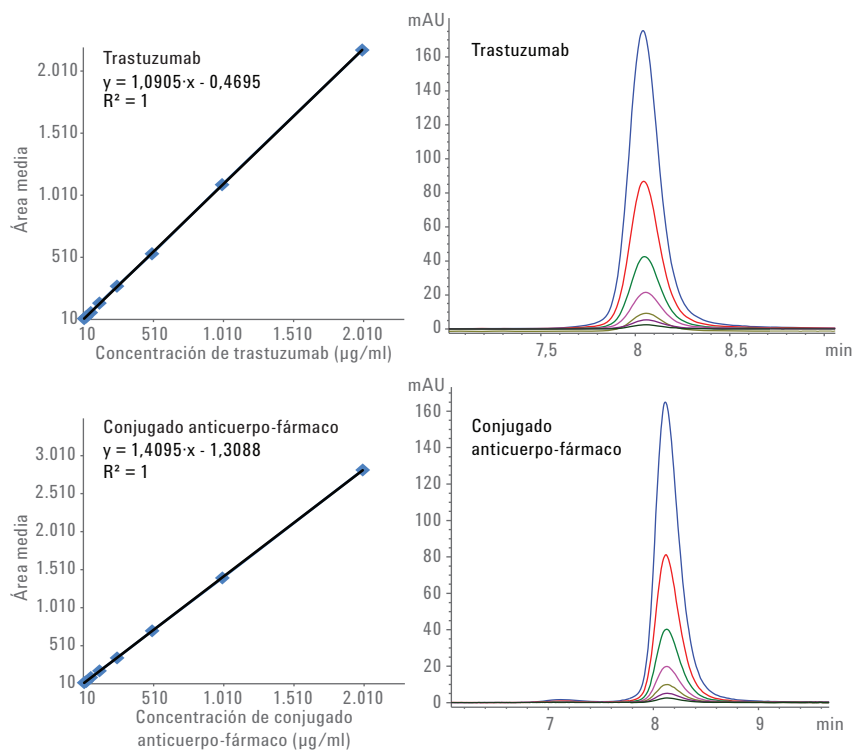 Trastuzumab
y = 1,0905·x - 0,4695
R² = 1
Área media
2.010
1.510
1.010
510
10
10 510 1.010 1.510 2.010
Concentración de trastuzumab (µg/ml)
mAU
Trastuzumab
160
140
120
100
80
60
40
20
0
7,5 8 8,5 min
Conjugado anticuerpo-fármaco
y = 1,4095·x - 1,3088
R² = 1
Área media
3.010
2.510
2.010
1.510
1.010
510
10
10 510 1.010 1.510 2.010
Concentración de conjugado
anticuerpo-fármaco (µg/ml)
mAU
Conjugado
anticuerpo-fármaco
160
140
120
100
80
60
40
20
0
7 8 9 min